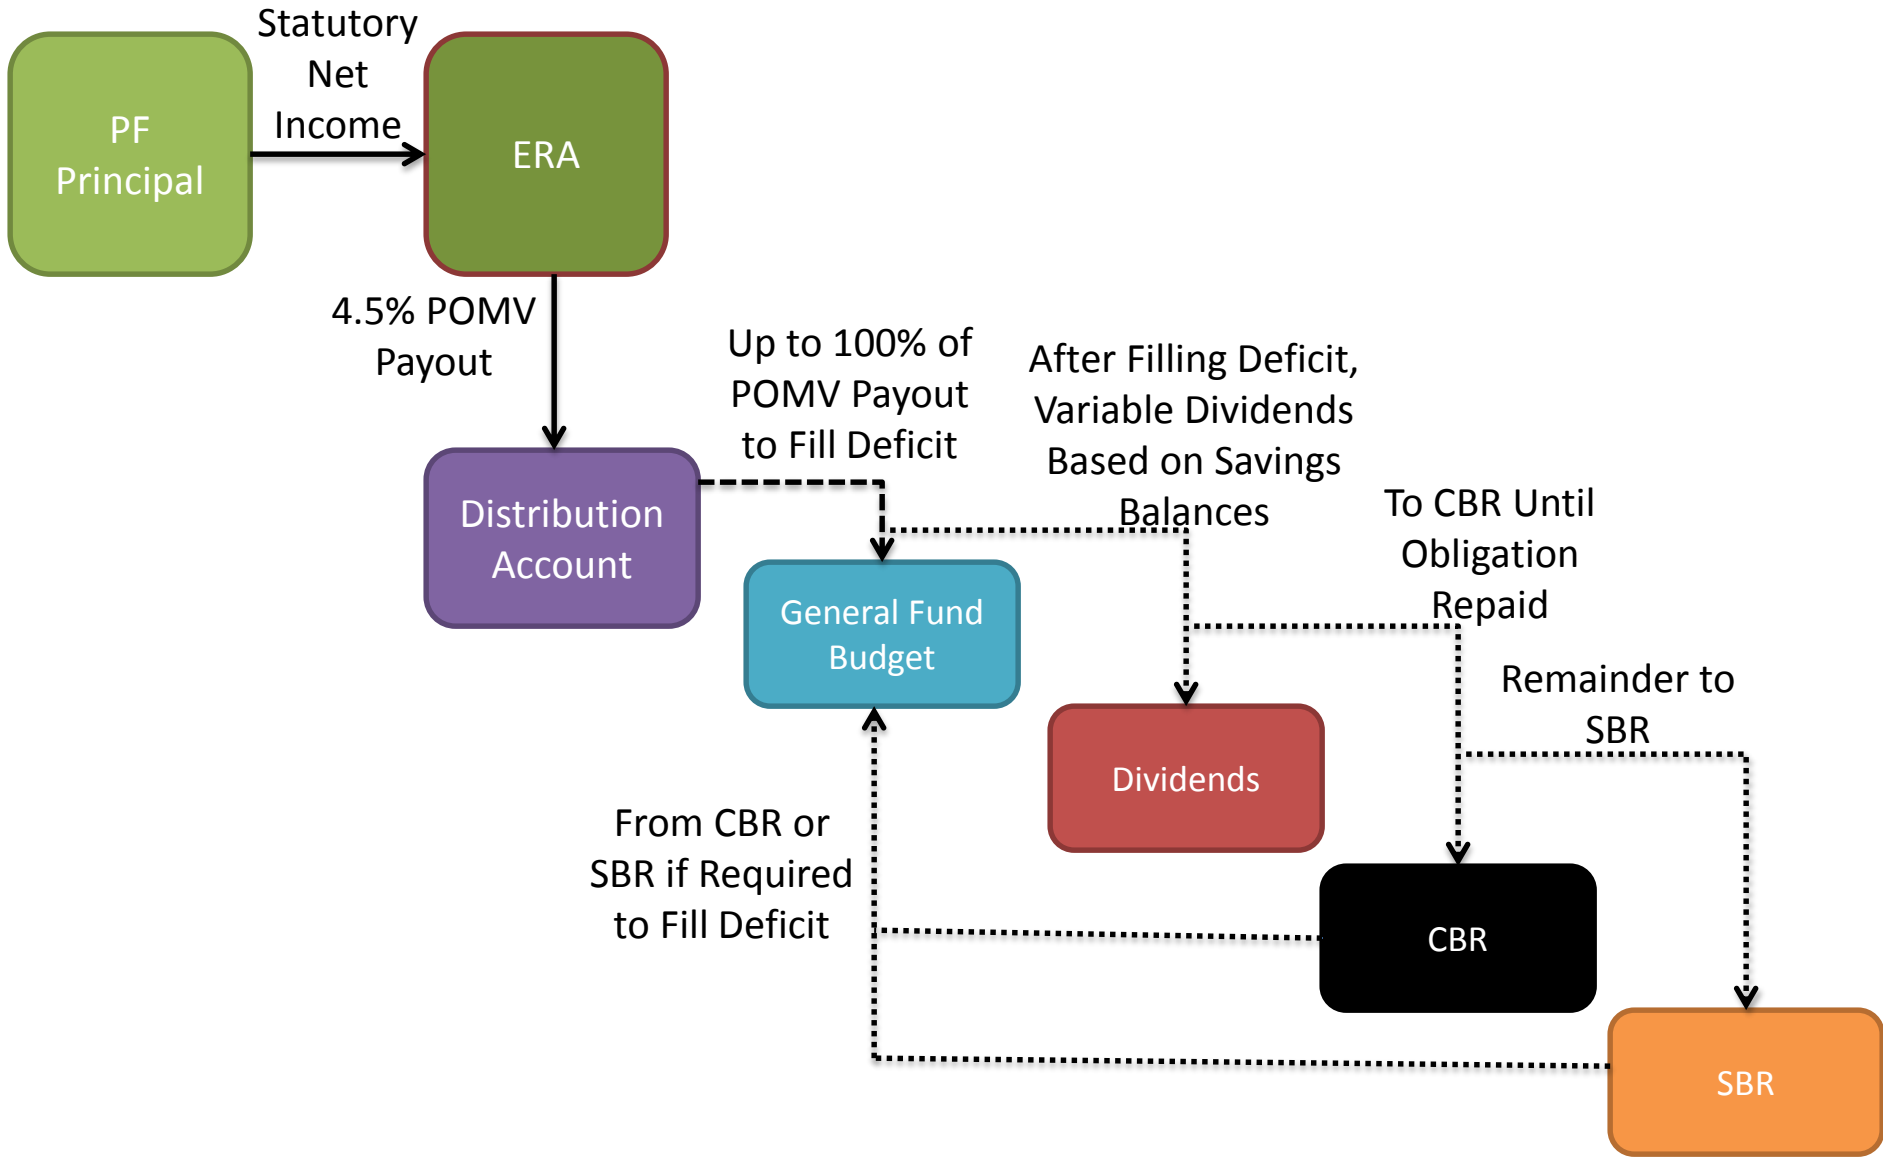 Statutory
Net
Income
PF
Principal
ERA
4.5% POMV
Payout
Up to 100% of
POMV Payout
to Fill Deficit
After Filling Deficit,
Variable Dividends
Based on Savings
Balances
To CBR Until
Obligation
Repaid
Distribution
Account
General Fund
Budget
Remainder to
SBR
Dividends
From CBR or
SBR if Required
to Fill Deficit
CBR
SBR